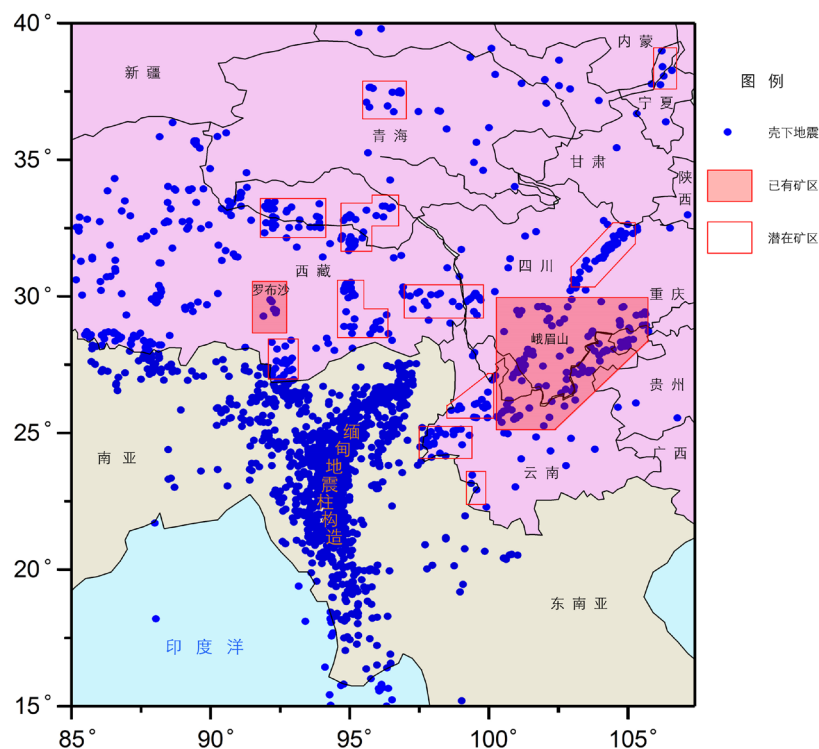 40°
35°
30°
25°
20°
15°
85°
90°
95°
100°
105°
新疆
内蒙
宁夏
青海
甘肃
陕西
西藏
四川
罗布沙
重庆
峨眉山
贵州
缅甸地震柱构造
南亚
云南
广西
东南亚
印度洋
图例
壳下地震
已有矿区
潜在矿区